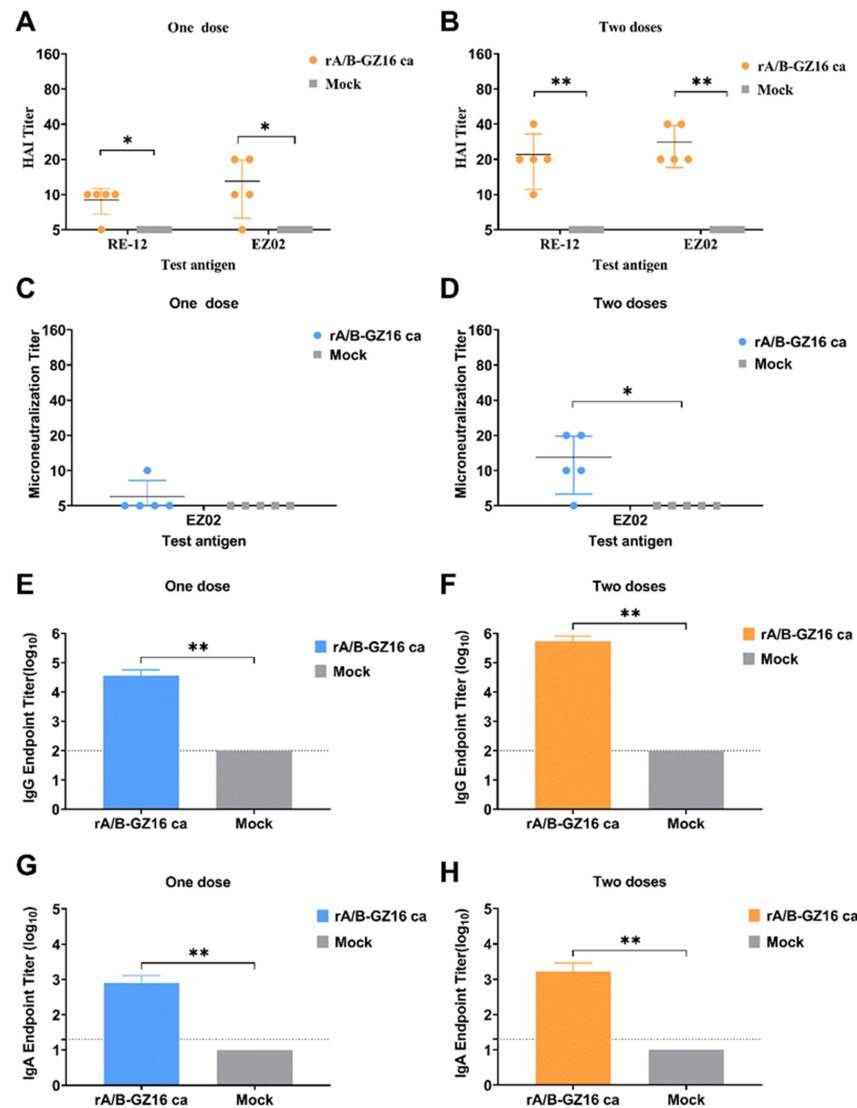 A
One dose
160
80
40
20
10
5
HAI Titer
*
*
RE-12
EZ02
Test antigen
rA/B-GZ16 ca
Mock
B
Two doses
160
80
40
20
10
5
HAI Titer
**
**
RE-12
EZ02
Test antigen
rA/B-GZ16 ca
Mock
C
One dose
160
80
40
20
10
5
Microneutralization Titer
EZ02
Test antigen
rA/B-GZ16 ca
Mock
D
Two doses
160
80
40
20
10
5
Microneutralization Titer
*
EZ02
Test antigen
rA/B-GZ16 ca
Mock
E
One dose
6
5
4
3
2
1
0
IgG Endpoint Titer(log10)
**
rA/B-GZ16 ca
Mock
rA/B-GZ16 ca
Mock
F
Two doses
6
5
4
3
2
1
0
IgG Endpoint Titer (log10)
**
rA/B-GZ16 ca
Mock
rA/B-GZ16 ca
Mock
G
One dose
5
4
3
2
1
0
IgA Endpoint Titer (log10)
**
rA/B-GZ16 ca
Mock
rA/B-GZ16 ca
Mock
H
Two doses
5
4
3
2
1
0
IgA Endpoint Titer(log10)
**
rA/B-GZ16 ca
Mock
rA/B-GZ16 ca
Mock